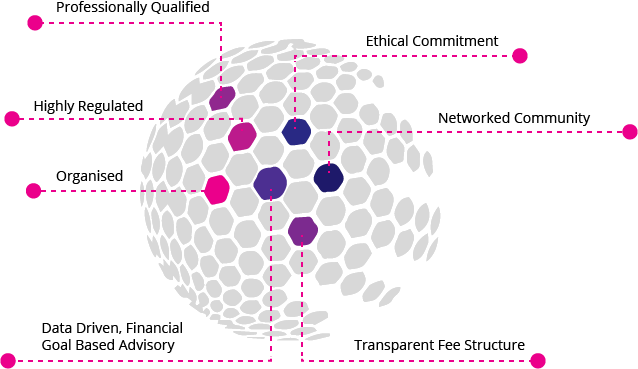 Professionally Qualified
Ethical Commitment
Highly Regulated
Networked Community
Organised
Data Driven, Financial
Goal Based Advisory
Transparent Fee Structure